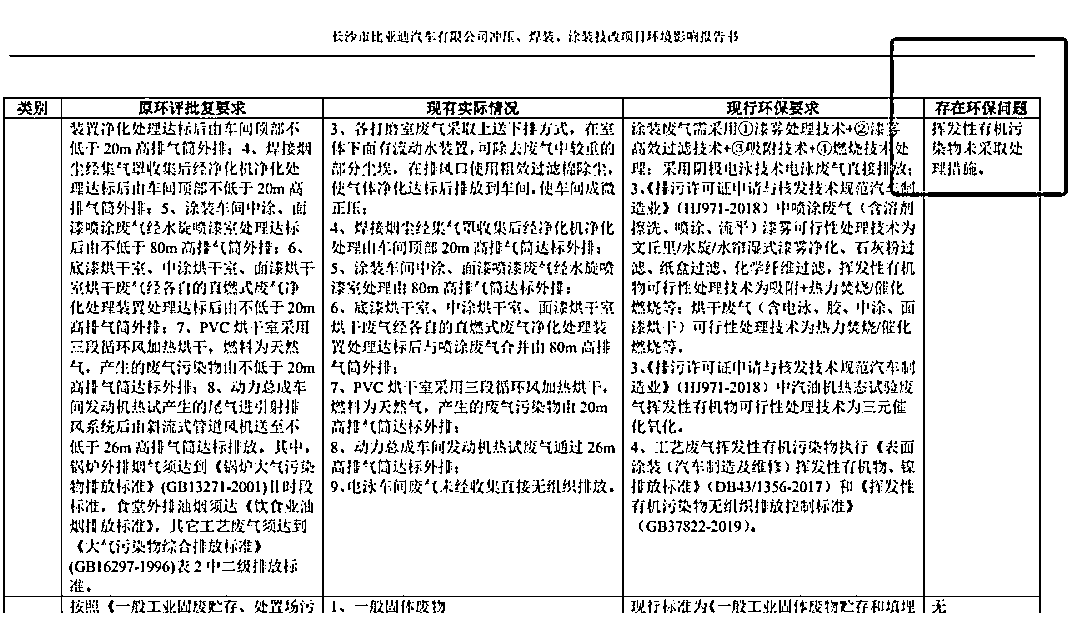 长沙市比亚迪汽车有限公司冲压、焊装、涂装技改项目环境影响报告书
类别
原环评批复要求
现有实际情况
现行环保要求
存在环保问题
装置净化处理达标后由车间顶部不
低于 20m 高排气筒外排；4、焊接烟
尘经集气罩收集后经净化机净化处
理达标后由车间顶部不低于 20m 高
排气筒外排；5、涂装车间中涂、面
漆喷涂废气经水旋喷漆室处理达标
后由不低于 80m 高排气筒外排；6、
底漆烘干室、中涂烘干室、面漆烘干
室烘干废气经各自的直燃式废气净
化处理装置处理达标后由不低于 20m
高排气筒外排；7、PVC 烘干室采用
三段循环风加热烘干，燃料为天然
气，产生的废气污染物由不低于 20m
高排气筒达标外排；8、动力总成车
间发动机热试产生的尾气进引射排
风系统后由斜流式管道风机送至不
低于 26m 高排气筒达标排放。其中，
锅炉外排烟气须达到《锅炉大气污染
物排放标准》(GB13271-2001)Ⅱ时段
标准，食堂外排油烟须达《饮食业油
烟排放标准》，其它工艺废气须达到
《大气污染物综合排放标准》
(GB16297-1996)表 2 中二级排放标
准。
3、各打磨室废气采取上送下排方式，在室
体下面有流动水装置，可除去废气中较重的
部分尘埃，在排风口使用粗效过滤棉除尘，
使气体净化达标后排放到车间，使车间成微
正压；
4、焊接烟尘经集气罩收集后经净化机净化
处理由车间顶部 20m 高排气筒达标外排；
5、涂装车间中涂、面漆喷漆废气经水旋喷
漆室处理由 80m 高排气筒达标外排；
6、底漆烘干室、中涂烘干室、面漆烘干室
烘干废气经各自的直燃式废气净化处理装
置处理达标后与喷涂废气合并由 80m 高排
气筒外排；
7、PVC 烘干室采用三段循环风加热烘干，
燃料为天然气，产生的废气污染物由 20m
高排气筒达标外排；
8、动力总成车间发动机热试废气通过 26m
高排气筒达标外排；
9、电泳车间废气未经收集直接无组织排放。
涂装废气需采用①漆雾处理技术+②漆雾
高效过滤技术+③吸附技术+④燃烧技术处
理；采用阴极电泳技术电泳废气直接排放；
3、《排污许可证申请与核发技术规范汽车制
造业》（HJ971-2018）中喷涂废气（含溶剂
擦洗、喷涂、流平）漆雾可行性处理技术为
文丘里/水旋/水帘湿式漆雾净化、石灰粉过
滤、纸盒过滤、化学纤维过滤，挥发性有机
物可行性处理技术为吸附+热力焚烧/催化
燃烧等；烘干废气（含电泳、胶、中涂、面
漆烘干）可行性处理技术为热力焚烧/催化
燃烧等。
3、《排污许可证申请与核发技术规范汽车制
造业》（HJ971-2018）中汽油机热态试验废
气挥发性有机物可行性处理技术为三元催
化氧化。
4、工艺废气挥发性有机污染物执行《表面
涂装（汽车制造及维修）挥发性有机物、镍
排放标准》（DB43/1356-2017）和《挥发性
有机污染物无组织排放控制标准》
（GB37822-2019）。
挥发性有机污
染物未采取处
理措施。
按照《一般工业固废贮存、处置场污
1、一般固体废物
现行标准为《一般工业固体废物贮存和填埋
无